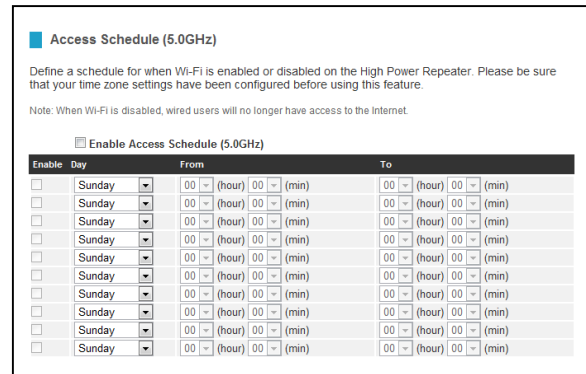 Access Schedule (5.0GHz)
Define a schedule for when Wi-Fi is enabled or disabled on the High Power Repeater. Please be sure
that your time zone settings have been configured before using this feature.
Note: When Wi-Fi is disabled, wired users will no longer have access to the Internet.
Enable Access Schedule (5.0GHz)
Enable Day From To
Sunday 00 (hour) 00 (min) 00 (hour) 00 (min)
Sunday 00 (hour) 00 (min) 00 (hour) 00 (min)
Sunday 00 (hour) 00 (min) 00 (hour) 00 (min)
Sunday 00 (hour) 00 (min) 00 (hour) 00 (min)
Sunday 00 (hour) 00 (min) 00 (hour) 00 (min)
Sunday 00 (hour) 00 (min) 00 (hour) 00 (min)
Sunday 00 (hour) 00 (min) 00 (hour) 00 (min)
Sunday 00 (hour) 00 (min) 00 (hour) 00 (min)
Sunday 00 (hour) 00 (min) 00 (hour) 00 (min)
Sunday 00 (hour) 00 (min) 00 (hour) 00 (min)